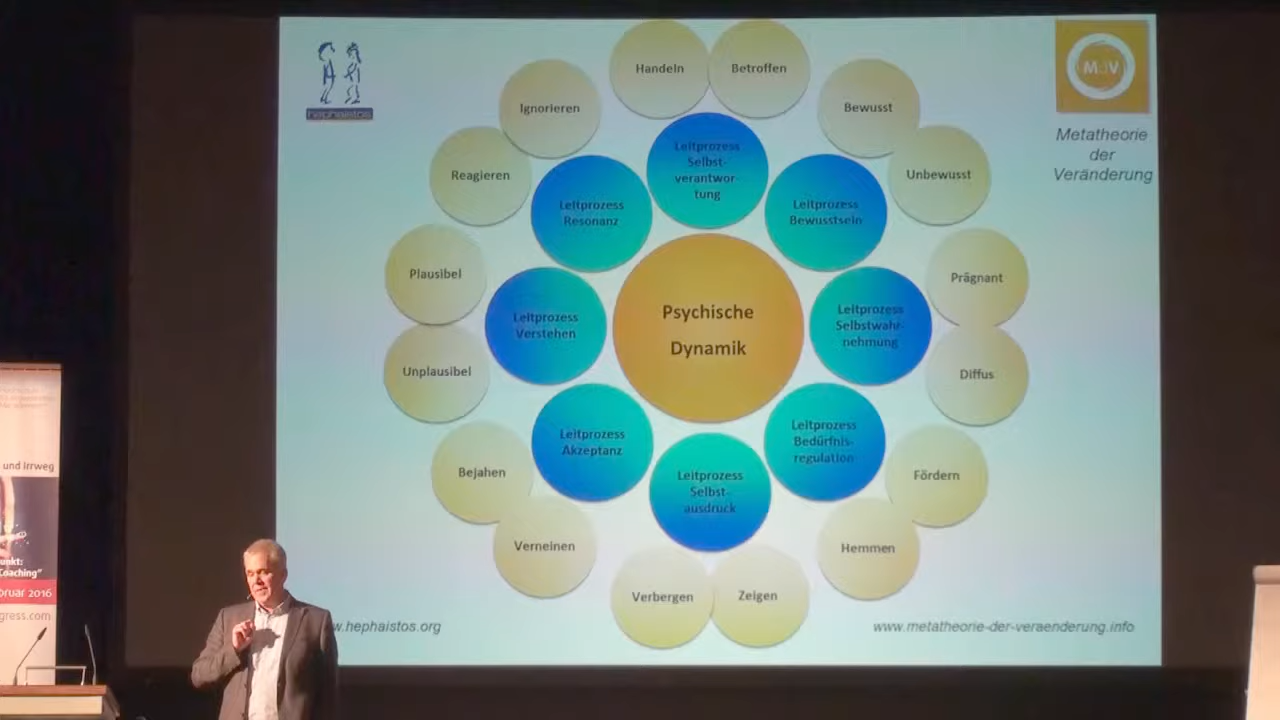 hephaistos
MdV
Metatheorie
der
Veränderung
Handeln
Betroffen
Ignorieren
Bewusst
Reagieren
Unbewusst
Leitprozess
Selbst-
verantwor-
tung
Leitprozess
Resonanz
Leitprozess
Bewusstsein
Plausibel
Prägnant
Leitprozess
Verstehen
Psychische
Dynamik
Leitprozess
Selbstwahr-
nehmung
Unplausibel
Diffus
Leitprozess
Akzeptanz
Leitprozess
Bedürfnis-
regulation
Bejahen
Leitprozess
Selbst-
ausdruck
Fördern
Verneinen
Hemmen
Verbergen
Zeigen
w.hephaistos.org
www.metatheorie-der-veraenderung.info
und Irrweg
unkt:
Coaching"
bruar 2016
gress.com